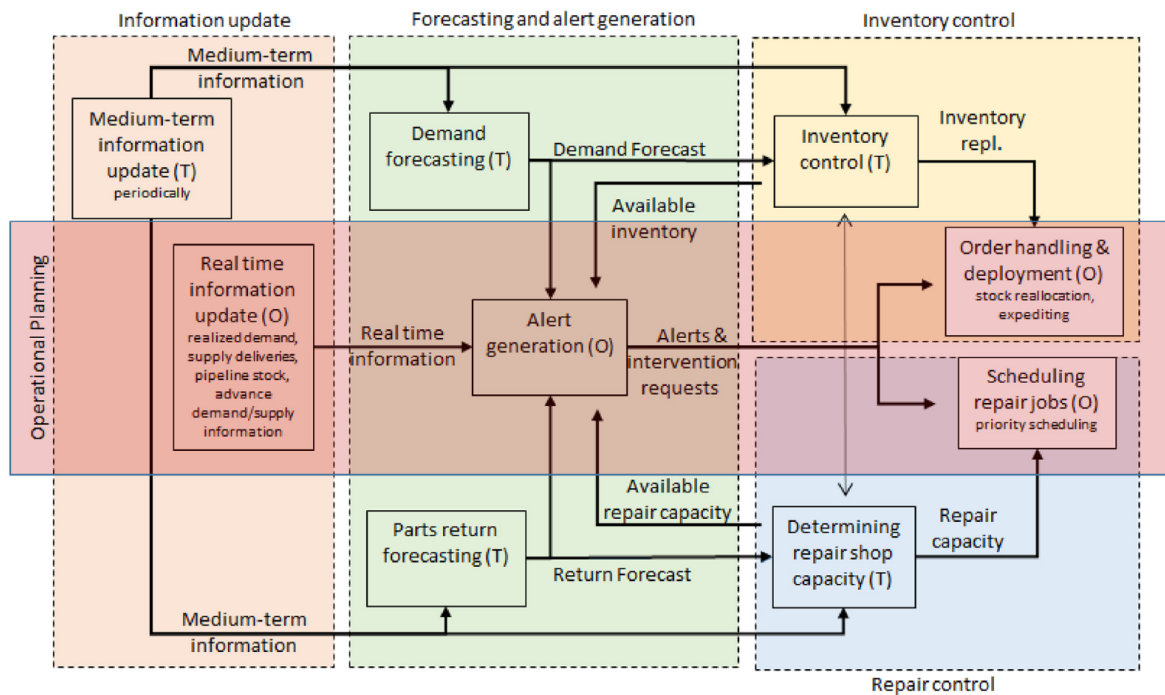 Information update
Forecasting and alert generation
Inventory control
Medium-term
information
Medium-term
information
update (T)
periodically
Demand
forecasting (T)
Demand Forecast
Inventory
control (T)
Inventory
repl.
Available
inventory
Operational Planning
Real time
information
update (O)
realized demand,
supply deliveries,
pipeline stock,
advance
demand/supply
information
Real time
information
Alert
generation (O)
Alerts &
intervention
requests
Order handling &
deployment (O)
stock reallocation,
expediting
Scheduling
repair jobs (O)
priority scheduling
Available
repair capacity
Parts return
forecasting (T)
Return Forecast
Determining
repair shop
capacity (T)
Repair
capacity
Medium-term
information
Repair control